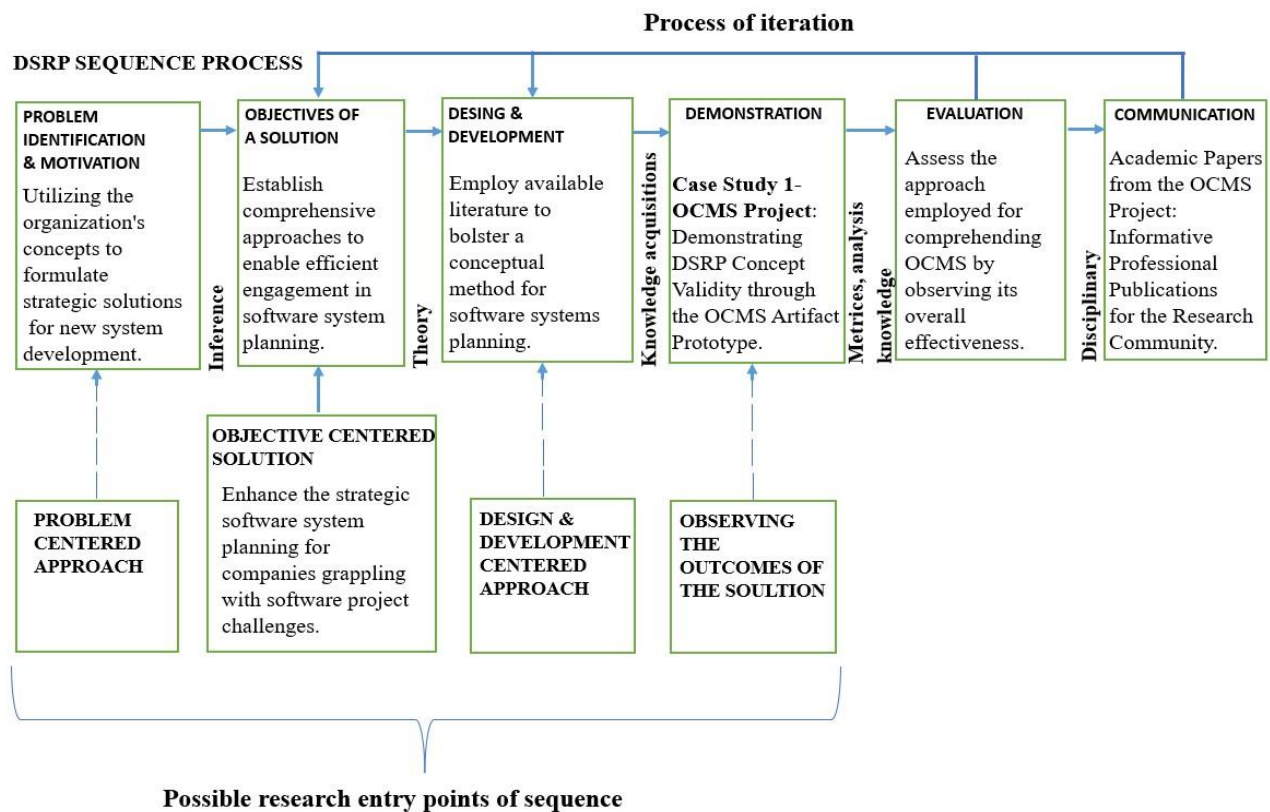 Process of iteration
DSRP SEQUENCE PROCESS
PROBLEM
IDENTIFICATION
& MOTIVATION
Utilizing the
organization's
concepts to
formulate
strategic solutions
for new system
development.
Inference
OBJECTIVES OF
A SOLUTION
Establish
comprehensive
approaches to
enable efficient
engagement in
software system
planning.
Theory
DESING &
DEVELOPMENT
Employ available
literature to
bolster a
conceptual
method for
software systems
planning.
Knowledge acquisitions
DEMONSTRATION
Case Study 1-
OCMS Project:
Demonstrating
DSRP Concept
Validity through
the OCMS Artifact
Prototype.
Metrices, analysis
knowledge
EVALUATION
Assess the
approach
employed for
comprehending
OCMS by
observing its
overall
effectiveness.
Disciplinary
COMMUNICATION
Academic Papers
from the OCMS
Project:
Informative
Professional
Publications
for the Research
Community.
PROBLEM
CENTERED
APPROACH
OBJECTIVE CENTERED
SOLUTION
Enhance the strategic
software system
planning for
companies grappling
with software project
challenges.
DESIGN &
DEVELOPMENT
CENTERED
APPROACH
OBSERVING
THE
OUTCOMES OF
THE SOULTION
Possible research entry points of sequence